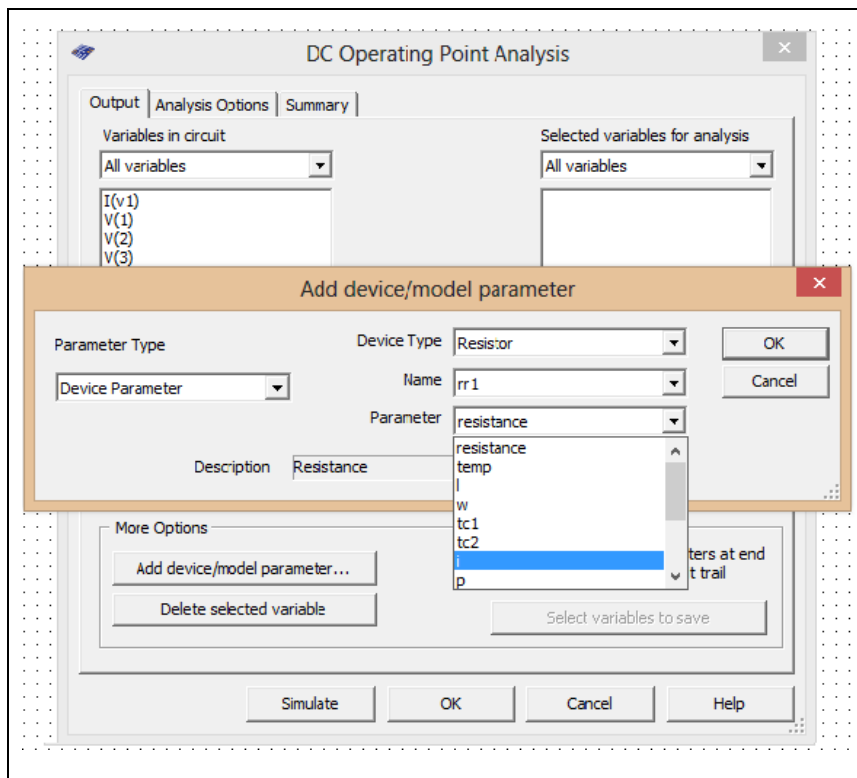 DC Operating Point Analysis
Output Analysis Options Summary
Variables in circuit
All variables
I(v1)
V(1)
V(2)
V(3)
Selected variables for analysis
All variables
Add device/model parameter
Parameter Type
Device Parameter
Device Type Resistor
Name rr1
Parameter resistance
OK
Cancel
resistance
temp
l
w
tc1
tc2
i
p
Description Resistance
More Options
Add device/model parameter...
Delete selected variable
ters at end
t trail
Select variables to save
Simulate OK Cancel Help